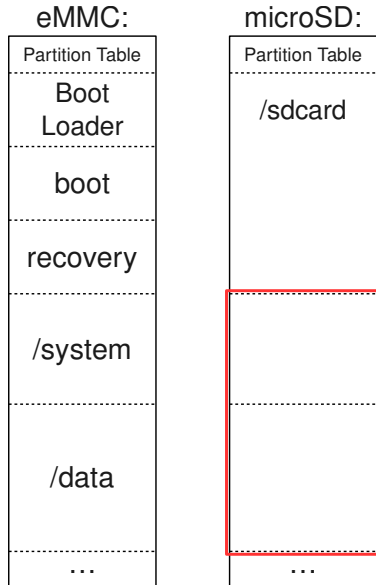 eMMC:
Partition Table
Boot
Loader
boot
recovery
/system
/data
...
microSD:
Partition Table
/sdcard
...